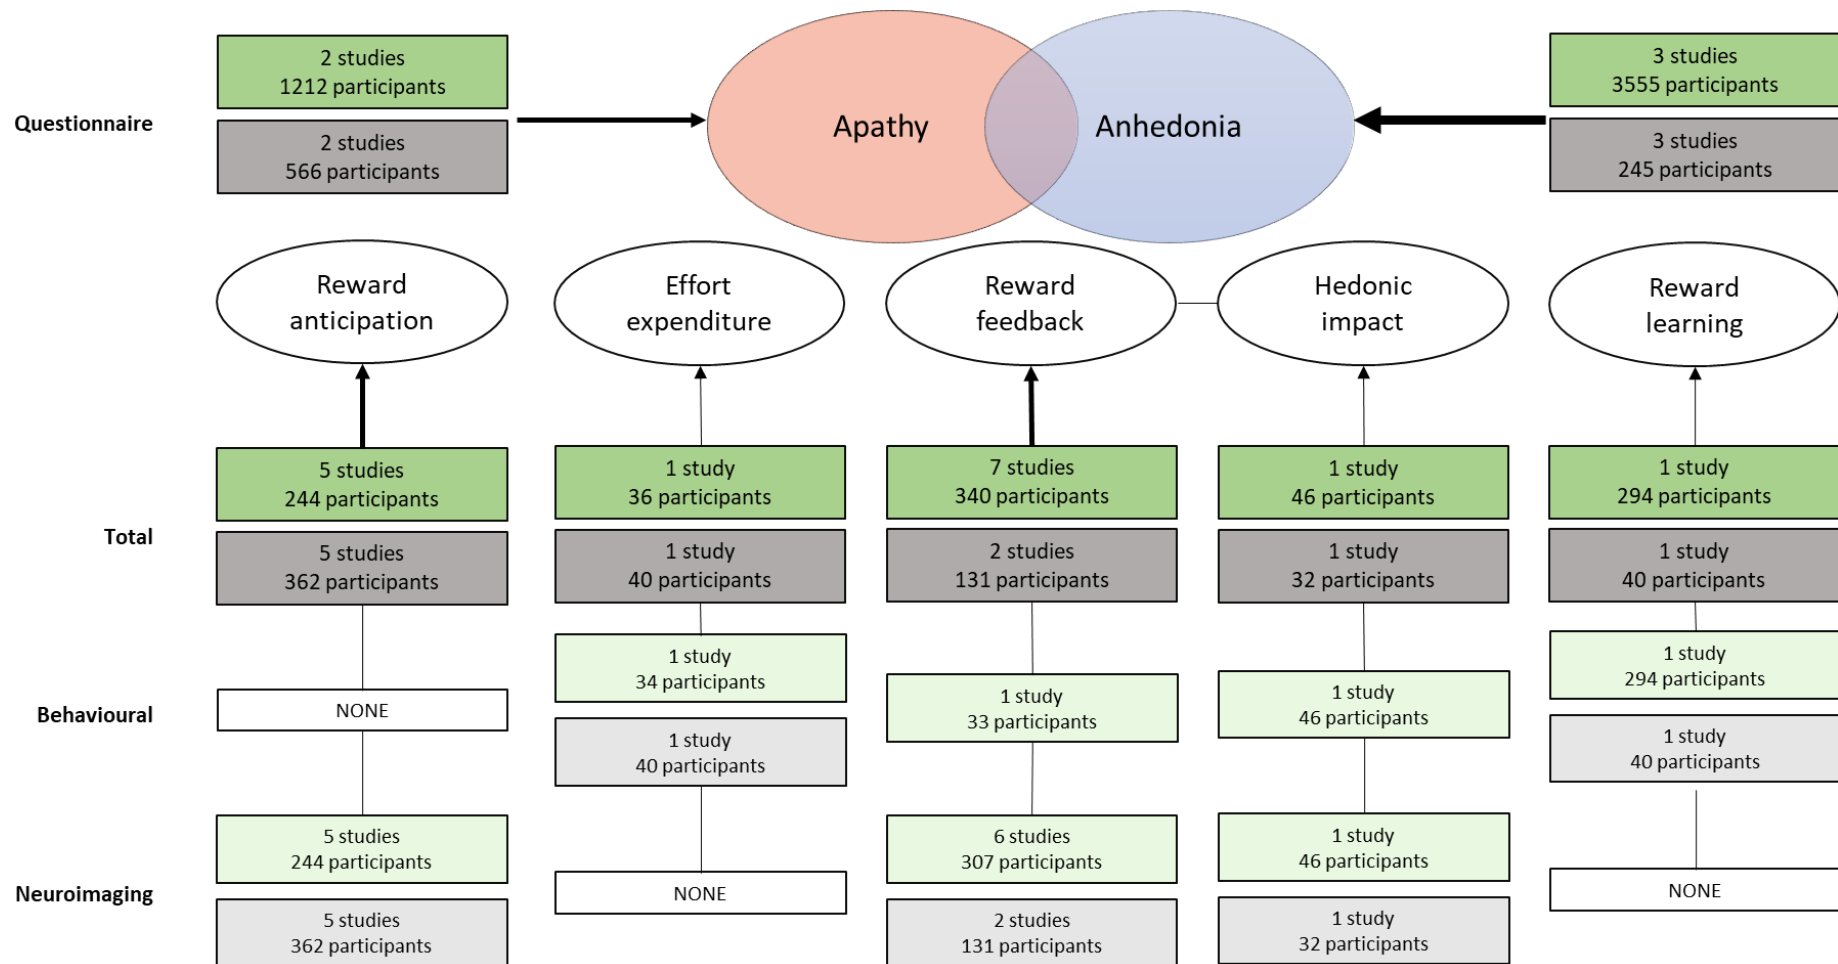 2 studies
1212 participants
Questionnaire
2 studies
566 participants
Apathy
Anhedonia
3 studies
3555 participants
3 studies
245 participants
Reward
anticipation
Effort
expenditure
Reward
feedback
Hedonic
impact
Reward
learning
Total
5 studies
244 participants
1 study
36 participants
7 studies
340 participants
1 study
46 participants
1 study
294 participants
5 studies
362 participants
1 study
40 participants
2 studies
131 participants
1 study
32 participants
1 study
40 participants
Behavioural
NONE
1 study
34 participants
1 study
40 participants
1 study
33 participants
1 study
46 participants
1 study
294 participants
1 study
40 participants
Neuroimaging
5 studies
244 participants
5 studies
362 participants
NONE
6 studies
307 participants
2 studies
131 participants
1 study
46 participants
1 study
32 participants
NONE